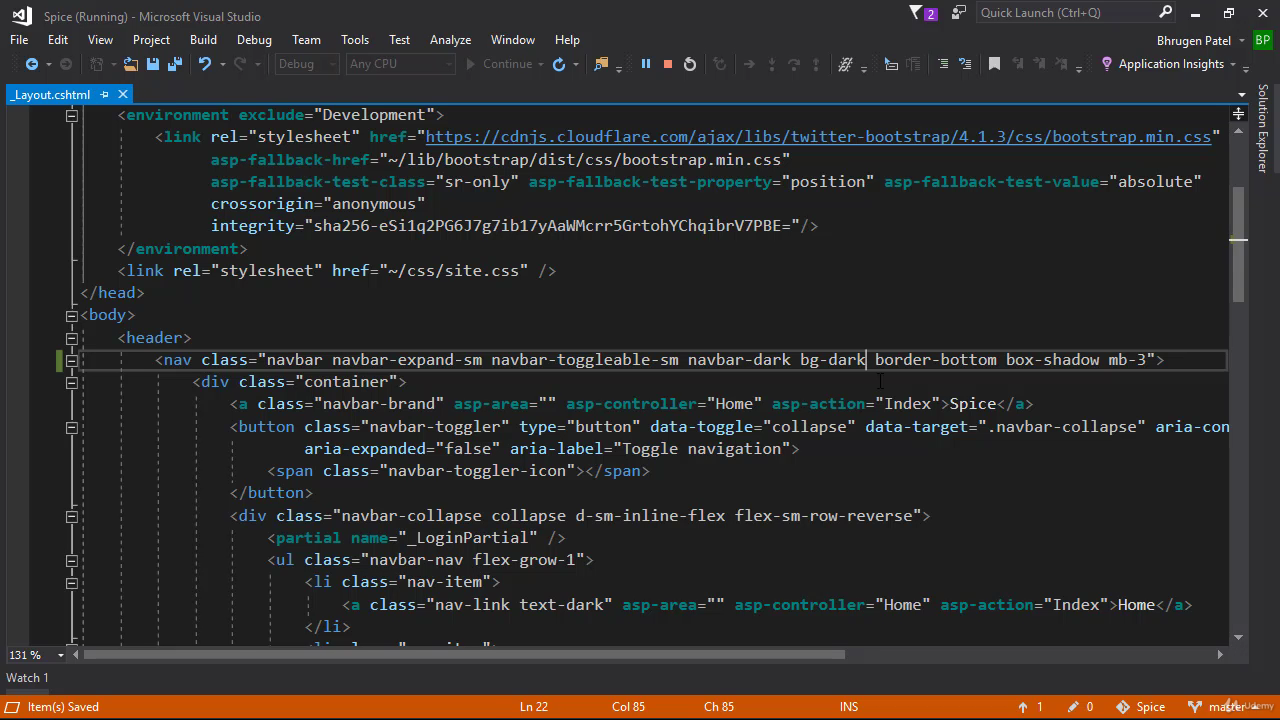 Spice (Running) - Microsoft Visual Studio
2
Quick Launch (Ctrl+Q)
File Edit View Project Build Debug Team Tools Test Analyze Window Help
Bhrugen Patel BP
Debug Any CPU Continue Application Insights
_Layout.cshtml
<environment exclude="Development">
<link rel="stylesheet" href="https://cdnjs.cloudflare.com/ajax/libs/twitter-bootstrap/4.1.3/css/bootstrap.min.css"
asp-fallback-href="~/lib/bootstrap/dist/css/bootstrap.min.css"
asp-fallback-test-class="sr-only" asp-fallback-test-property="position" asp-fallback-test-value="absolute"
crossorigin="anonymous"
integrity="sha256-eSi1q2PG6J7g7ib17yAaWMcrr5GrtohYChqibrV7PBE="/>
</environment>
<link rel="stylesheet" href="~/css/site.css" />
</head>
<body>
<header>
<nav class="navbar navbar-expand-sm navbar-toggleable-sm navbar-dark bg-dark border-bottom box-shadow mb-3">
<div class="container">
<a class="navbar-brand" asp-area="" asp-controller="Home" asp-action="Index">Spice</a>
<button class="navbar-toggler" type="button" data-toggle="collapse" data-target=".navbar-collapse" aria-con
aria-expanded="false" aria-label="Toggle navigation">
<span class="navbar-toggler-icon"></span>
</button>
<div class="navbar-collapse collapse d-sm-inline-flex flex-sm-row-reverse">
<partial name="_LoginPartial" />
<ul class="navbar-nav flex-grow-1">
<li class="nav-item">
<a class="nav-link text-dark" asp-area="" asp-controller="Home" asp-action="Index">Home</a>
</li>
Solution Explorer
131 %
Watch 1
Item(s) Saved Ln 22 Col 85 Ch 85 INS 1 0 Spice master
Udemy